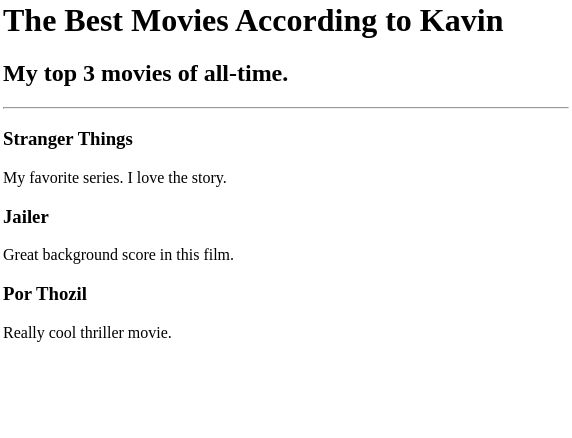 The Best Movies According to Kavin
My top 3 movies of all-time.
Stranger Things
My favorite series. I love the story.
Jailer
Great background score in this film.
Por Thozil
Really cool thriller movie.